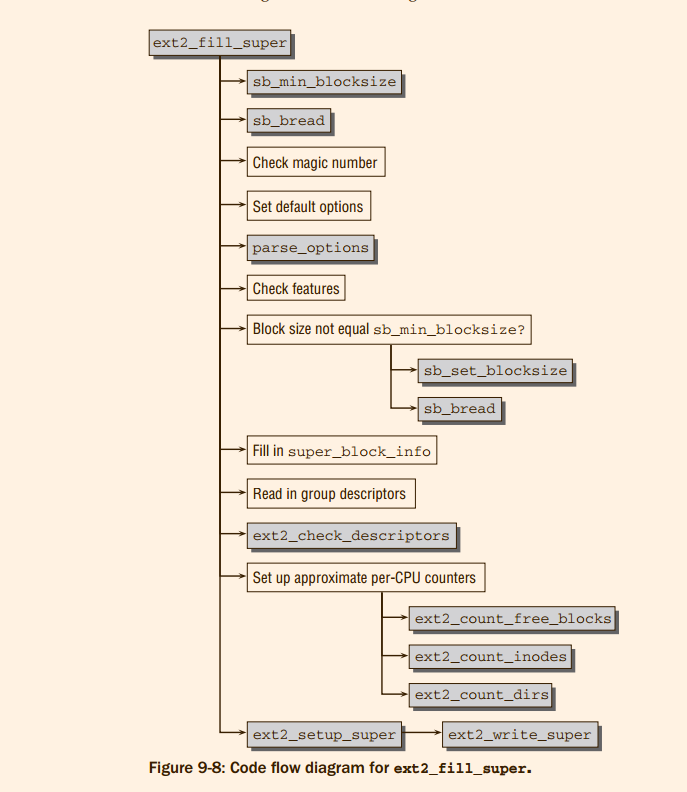 ext2_fill_super
sb_min_blocksize
sb_bread
Check magic number
Set default options
parse_options
Check features
Block size not equal sb_min_blocksize?
sb_set_blocksize
sb_bread
Fill in super_block_info
Read in group descriptors
ext2_check_descriptors
Set up approximate per-CPU counters
ext2_count_free_blocks
ext2_count_inodes
ext2_count_dirs
ext2_setup_super ext2_write_super
Figure 9-8: Code flow diagram for ext2_fill_super.